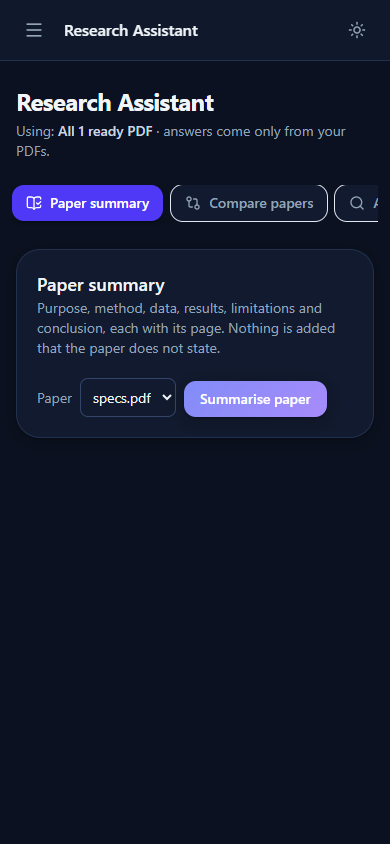 Research Assistant
Research Assistant
Using: All 1 ready PDF · answers come only from your
PDFs.
Paper summary
Compare papers
Paper summary
Purpose, method, data, results, limitations and
conclusion, each with its page. Nothing is added
that the paper does not state.
Paper
specs.pdf
Summarise paper